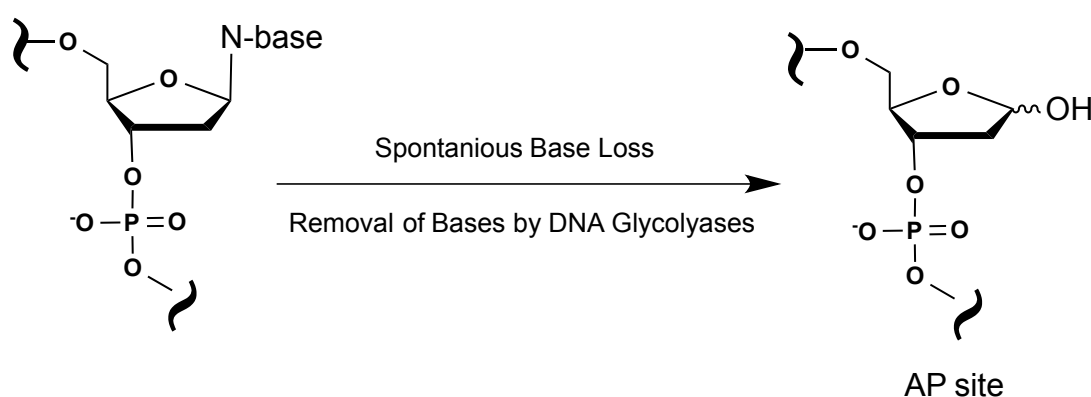 N-base
O
O
O
-O P=O
O
Spontanious Base Loss
Removal of Bases by DNA Glycolyases
O
O
OH
O
-O P=O
O
AP site